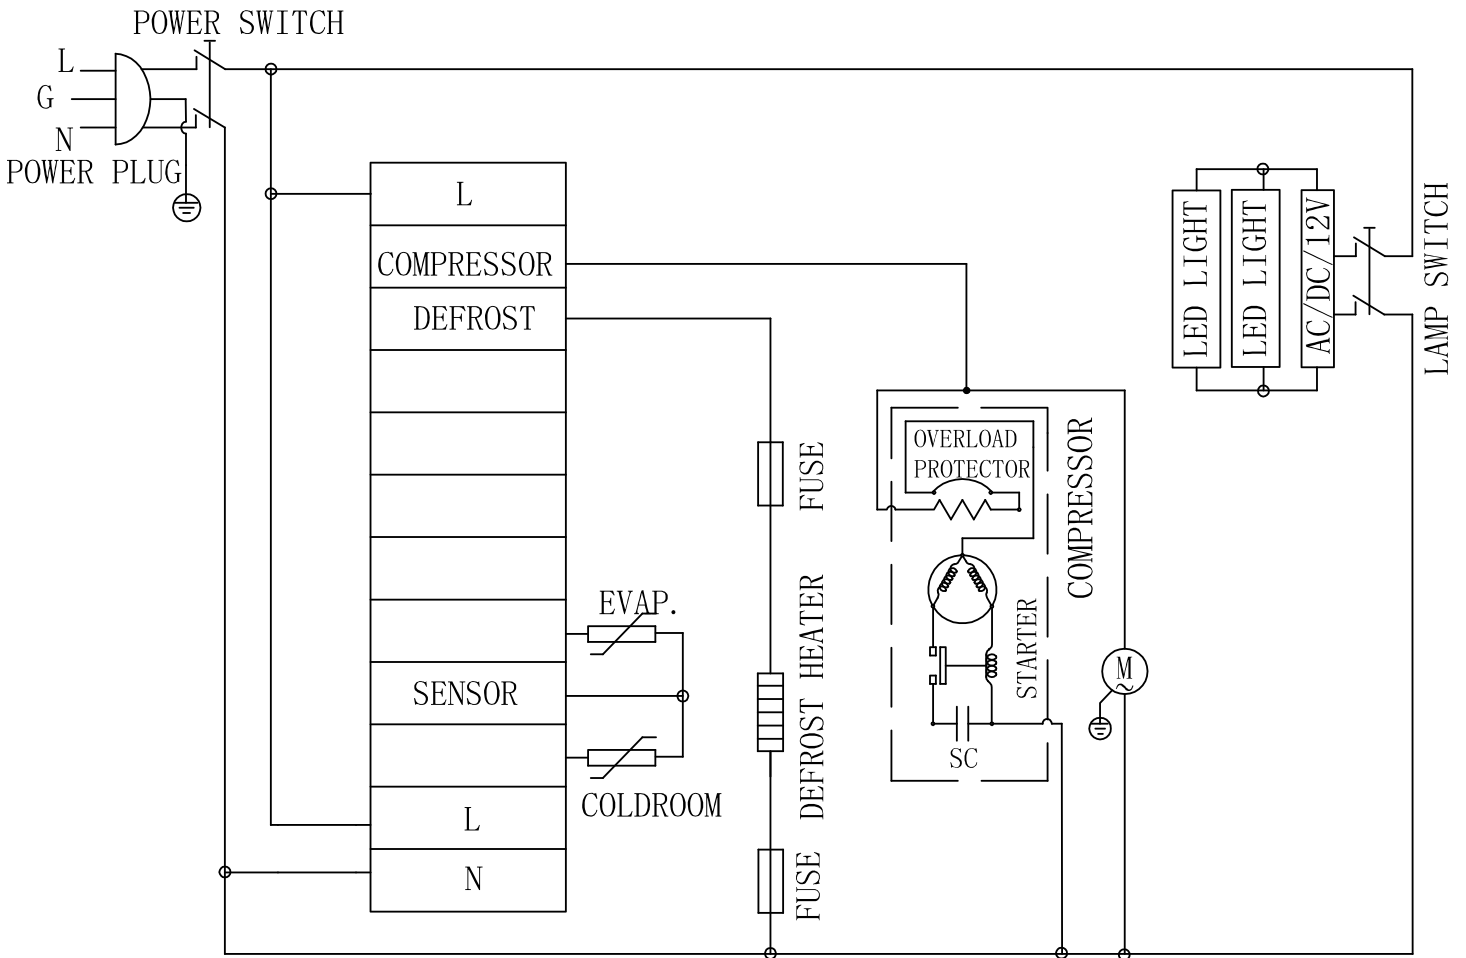 POWER SWITCH
L
G
N
POWER PLUG
L
COMPRESSOR
DEFROST
SENSOR
L
N
EVAP.
COLDROOM
FUSE
DEFROST HEATER
FUSE
OVERLOAD
PROTECTOR
COMPRESSOR
STARTER
SC
M
~
LED LIGHT
LED LIGHT
AC/DC/12V
LAMP SWITCH